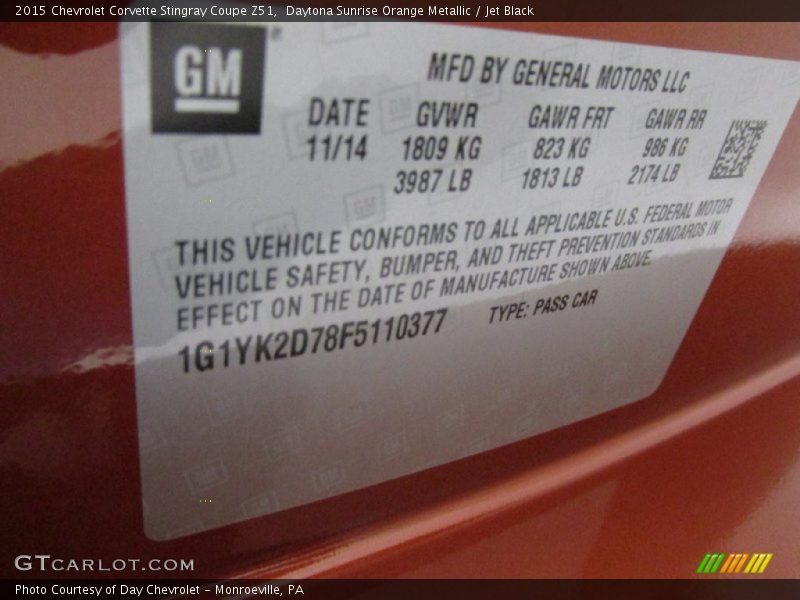 2015 Chevrolet Corvette Stingray Coupe Z51, Daytona Sunrise Orange Metallic / Jet Black
GM
MFD BY GENERAL MOTORS LLC
DATE GVWR GAWR FRT GAWR RR
11/14 1809 KG 823 KG 986 KG
3987 LB 1813 LB 2174 LB
THIS VEHICLE CONFORMS TO ALL APPLICABLE U.S. FEDERAL MOTOR
VEHICLE SAFETY, BUMPER, AND THEFT PREVENTION STANDARDS IN
EFFECT ON THE DATE OF MANUFACTURE SHOWN ABOVE.
1G1YK2D78F5110377 TYPE: PASS CAR
GTCARLOT.COM
Photo Courtesy of Day Chevrolet - Monroeville, PA